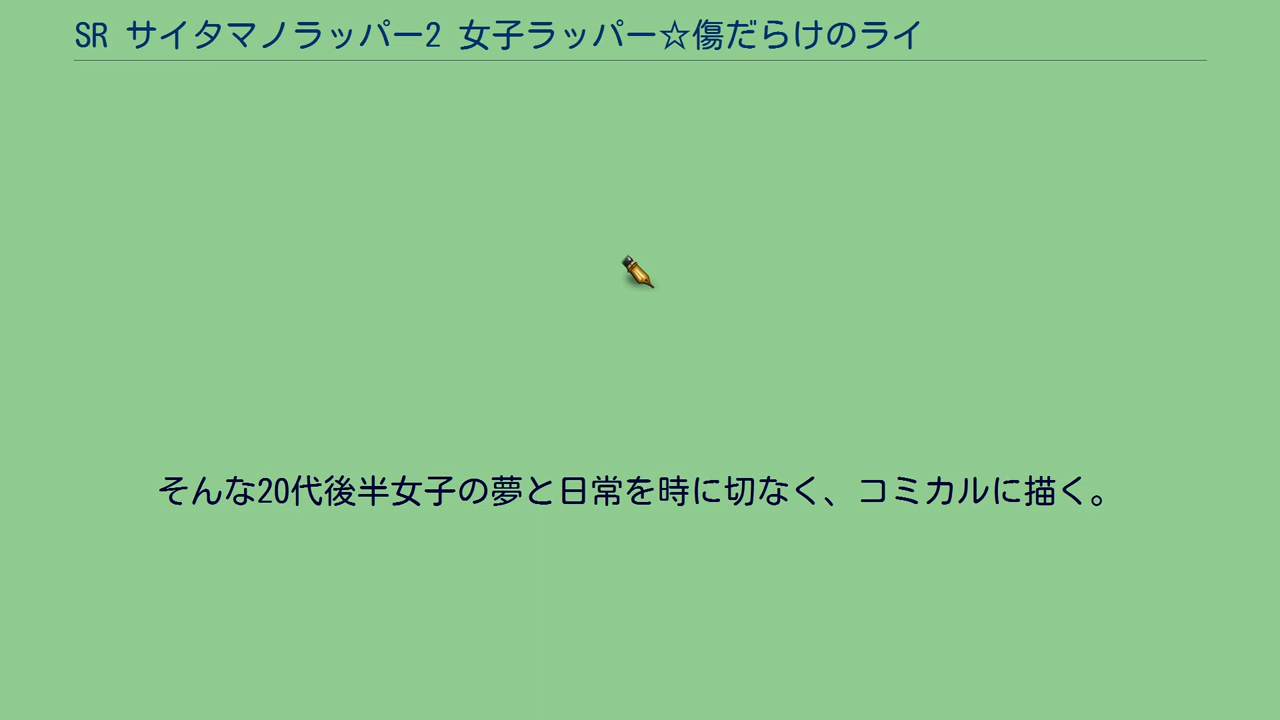 SR サイタマノラッパー2 女子ラッパー☆傷だらけのライ
そんな20代後半女子の夢と日常を時に切なく、コミカルに描く。